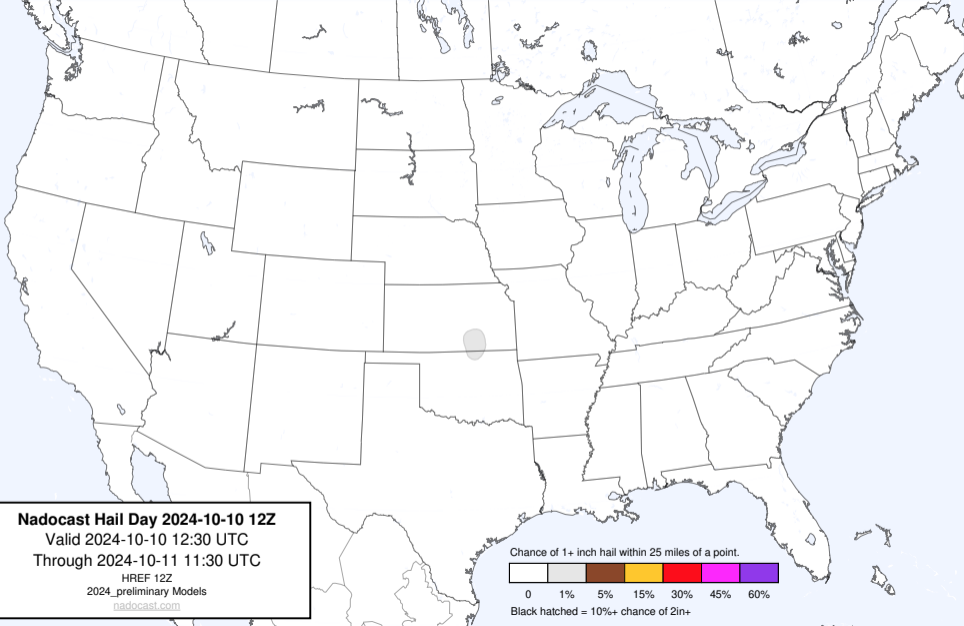 Nadocast Hail Day 2024-10-10 12Z
Valid 2024-10-10 12:30 UTC
Through 2024-10-11 11:30 UTC
HREF 12Z
2024_preliminary Models
nadocast.com
Chance of 1+ inch hail within 25 miles of a point.
0 1% 5% 15% 30% 45% 60%
Black hatched = 10%+ chance of 2in+